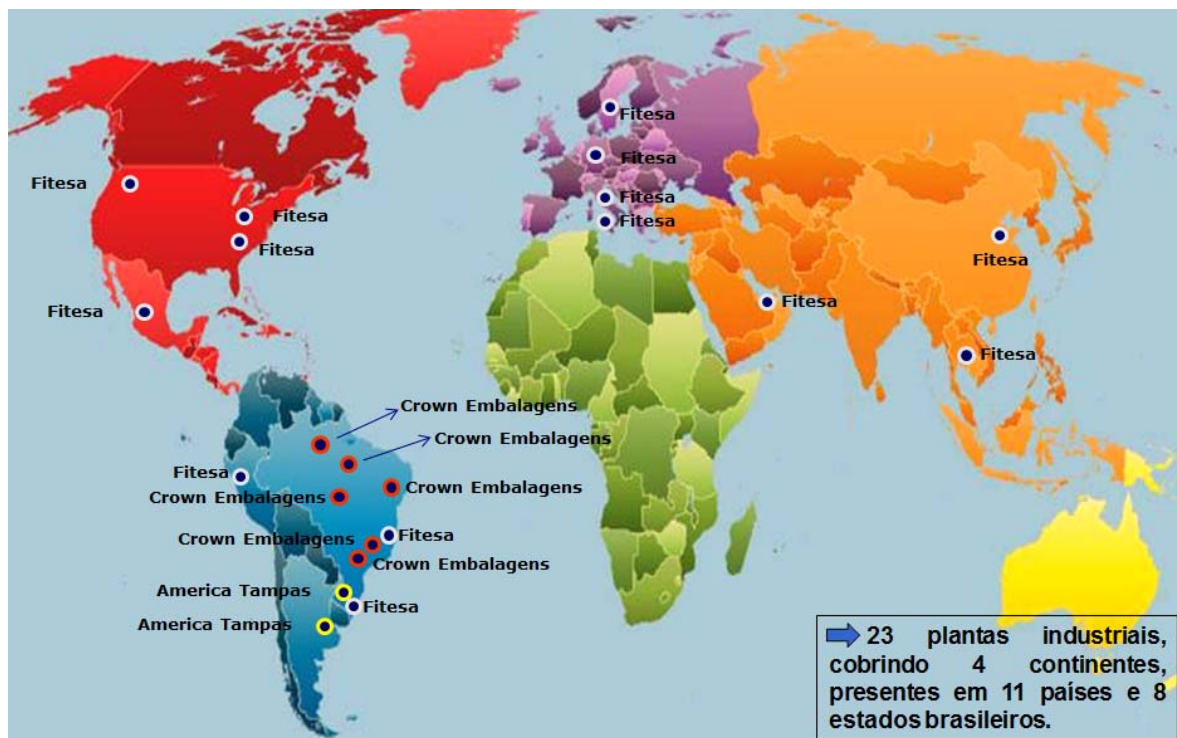 Fitesa
Fitesa
Fitesa
Fitesa
Fitesa
Fitesa
Fitesa
Fitesa
Fitesa
Fitesa
Fitesa
Crown Embalagens
Crown Embalagens
Fitesa
Crown Embalagens
Crown Embalagens
Fitesa
Crown Embalagens
Crown Embalagens
America Tampas
Fitesa
America Tampas
23 plantas industriais,
cobrindo 4 continentes,
presentes em 11 países e 8
estados brasileiros.